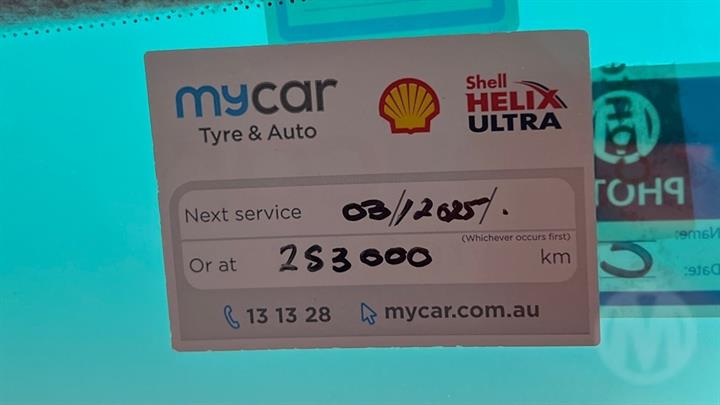 mycar
Tyre & Auto
Shell
HELIX
ULTRA
Next service 03/12025/.
(Whichever occurs first)
Or at 253000 km
13 13 28 mycar.com.au
PHOTO
Name:
Date: